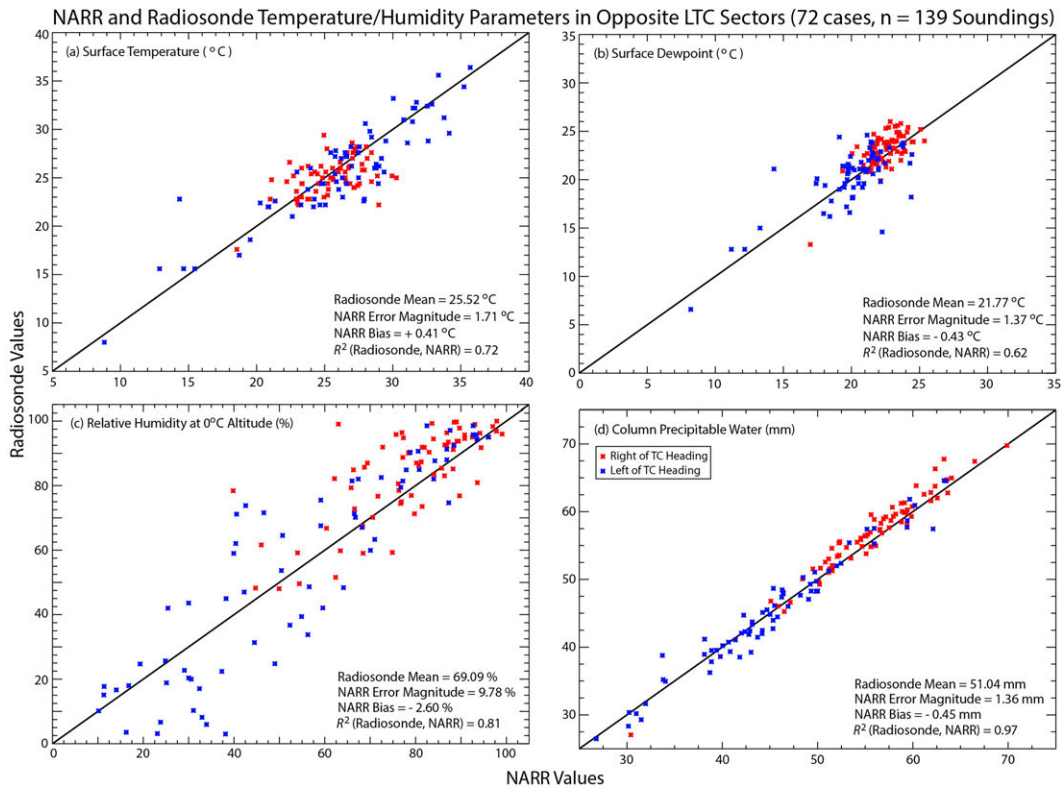 NARR and Radiosonde Temperature/Humidity Parameters in Opposite LTC Sectors (72 cases, n = 139 Soundings)
Radiosonde Values
(a) Surface Temperature ( °C )
40
35
30
25
20
15
10
5
Radiosonde Mean = 25.52 °C
NARR Error Magnitude = 1.71 °C
NARR Bias = + 0.41 °C
R² (Radiosonde, NARR) = 0.72
5 10 15 20 25 30 35 40
(b) Surface Dewpoint ( °C )
35
30
25
20
15
10
5
0
Radiosonde Mean = 21.77 °C
NARR Error Magnitude = 1.37 °C
NARR Bias = - 0.43 °C
R² (Radiosonde, NARR) = 0.62
0 5 10 15 20 25 30 35
(c) Relative Humidity at 0°C Altitude (%)
100
80
60
40
20
0
Radiosonde Mean = 69.09 %
NARR Error Magnitude = 9.78 %
NARR Bias = - 2.60 %
R² (Radiosonde, NARR) = 0.81
0 20 40 60 80 100
(d) Column Precipitable Water (mm)
Right of TC Heading
Left of TC Heading
70
60
50
40
30
Radiosonde Mean = 51.04 mm
NARR Error Magnitude = 1.36 mm
NARR Bias = - 0.45 mm
R² (Radiosonde, NARR) = 0.97
30 40 50 60 70
NARR Values